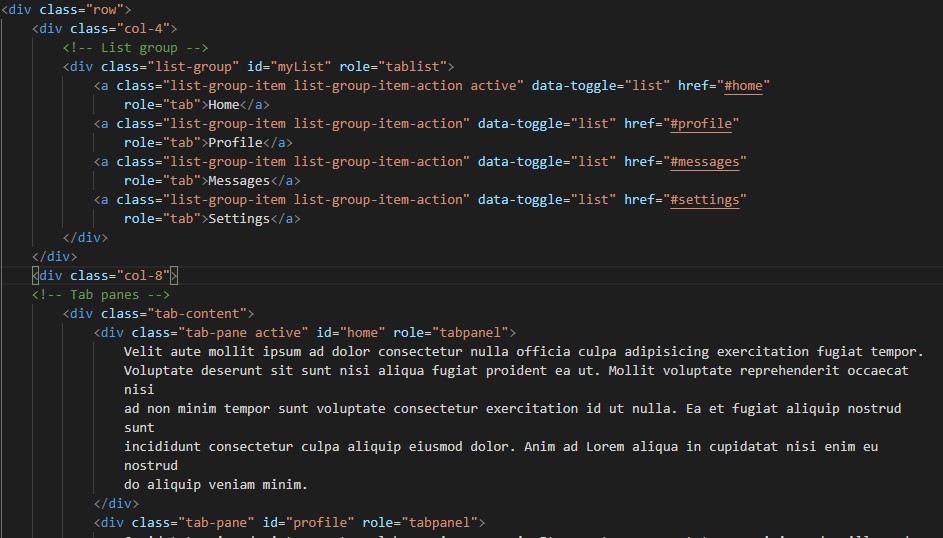 <div class="row">
<div class="col-4">
<!-- List group -->
<div class="list-group" id="myList" role="tablist">
<a class="list-group-item list-group-item-action active" data-toggle="list" href="#home"
role="tab">Home</a>
<a class="list-group-item list-group-item-action" data-toggle="list" href="#profile"
role="tab">Profile</a>
<a class="list-group-item list-group-item-action" data-toggle="list" href="#messages"
role="tab">Messages</a>
<a class="list-group-item list-group-item-action" data-toggle="list" href="#settings"
role="tab">Settings</a>
</div>
</div>
<div class="col-8">
<!-- Tab panes -->
<div class="tab-content">
<div class="tab-pane active" id="home" role="tabpanel">
Velit aute mollit ipsum ad dolor consectetur nulla officia culpa adipisicing exercitation fugiat tempor.
Voluptate deserunt sit sunt nisi aliqua fugiat proident ea ut. Mollit voluptate reprehenderit occaecat
nisi
ad non minim tempor sunt voluptate consectetur exercitation id ut nulla. Ea et fugiat aliquip nostrud
sunt
incididunt consectetur culpa aliquip eiusmod dolor. Anim ad Lorem aliqua in cupidatat nisi enim eu
nostrud
do aliquip veniam minim.
</div>
<div class="tab-pane" id="profile" role="tabpanel">